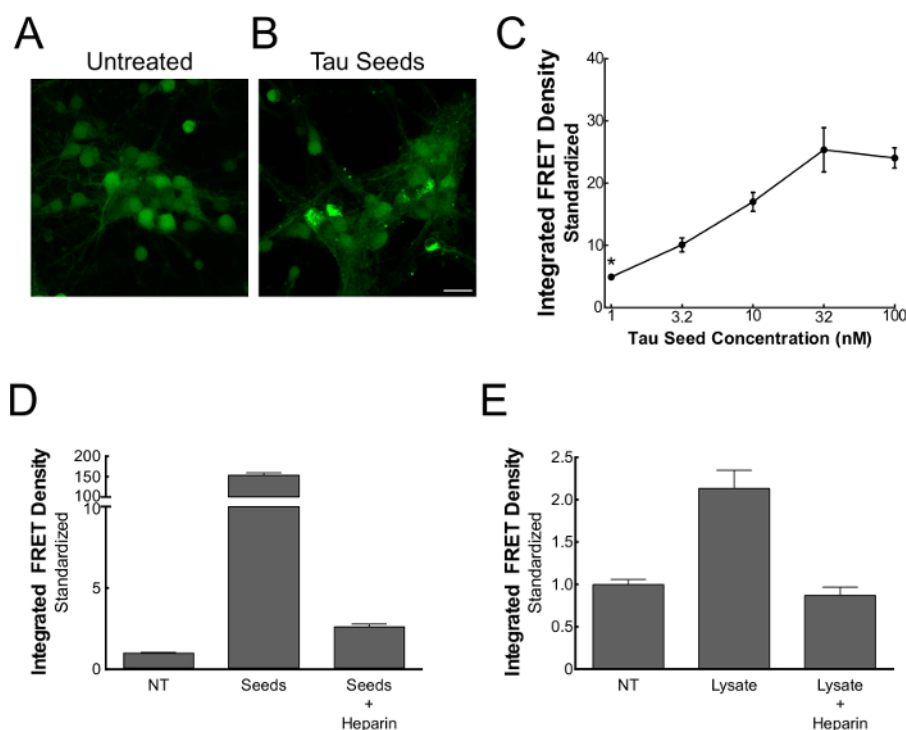 A
Untreated
B
Tau Seeds
C
Integrated FRET Density
Standardized
40
30
20
10
0
*
1
3.2
10
32
100
Tau Seed Concentration (nM)
D
Integrated FRET Density
Standardized
200
150
100
10
5
0
NT
Seeds
Seeds
+
Heparin
E
Integrated FRET Density
Standardized
2.5
2.0
1.5
1.0
0.5
0
NT
Lysate
Lysate
+
Heparin